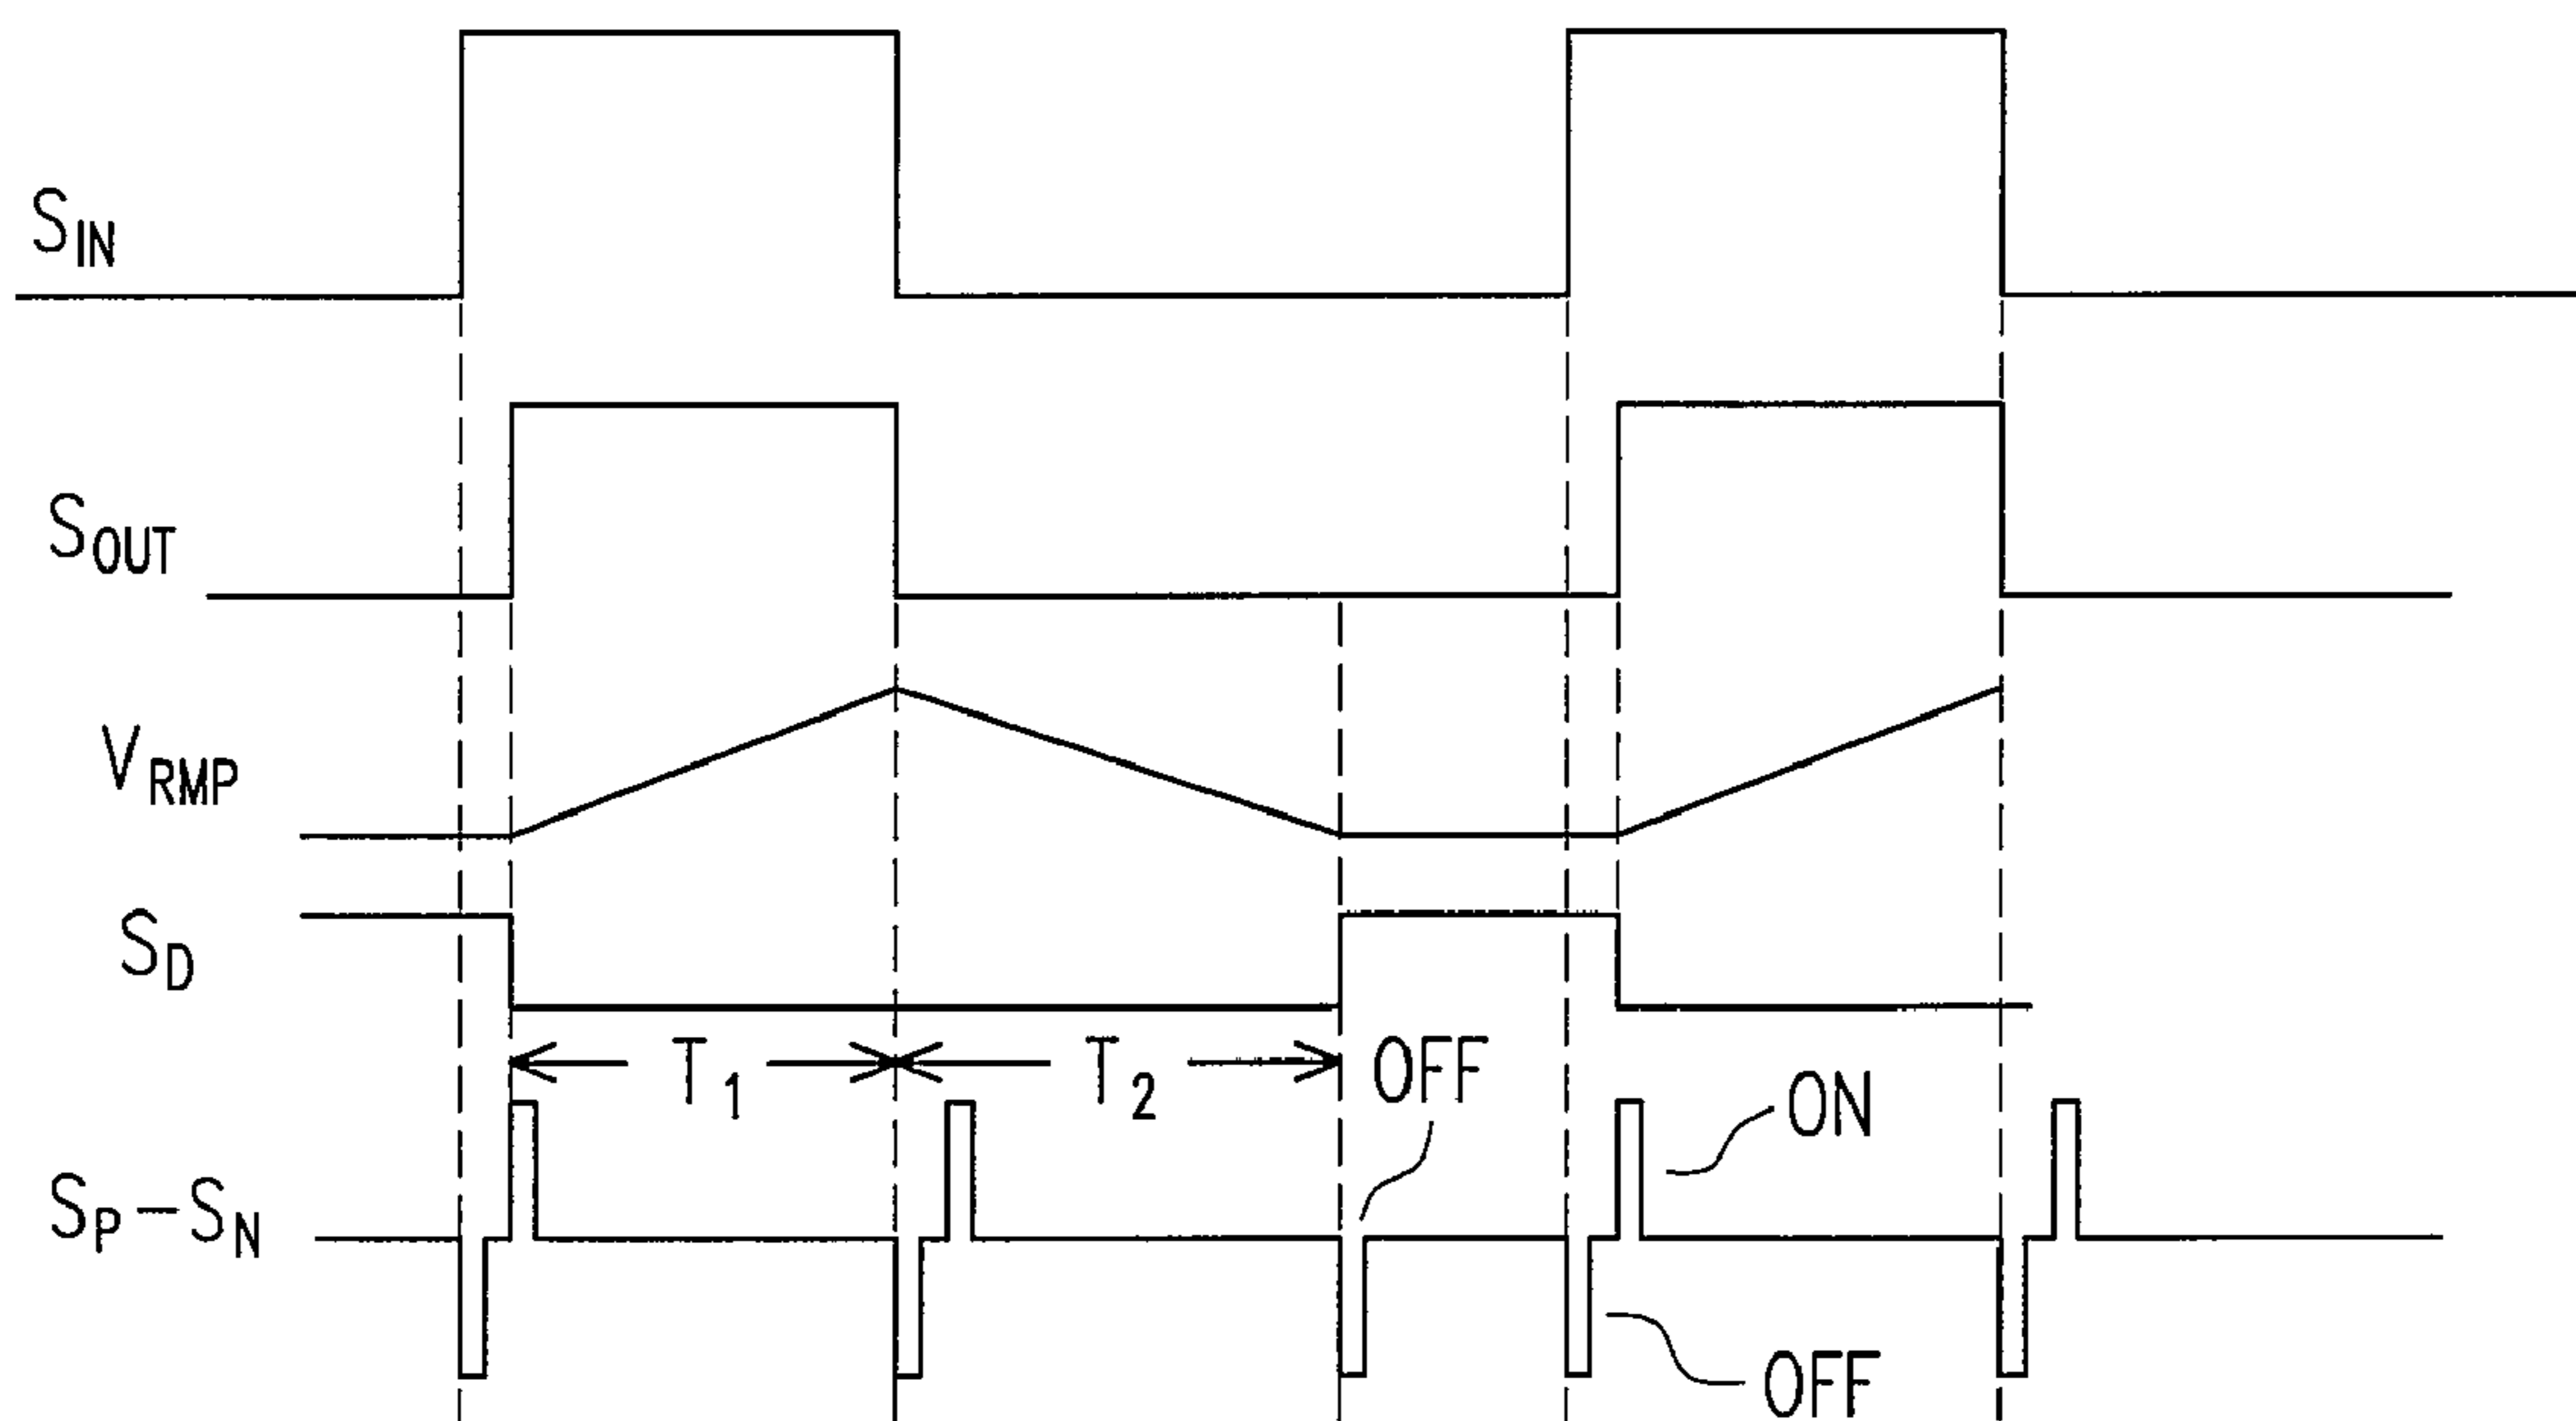 S_IN
S_OUT
V_RMP
S_D
T_1
T_2
OFF
ON
S_P-S_N
OFF